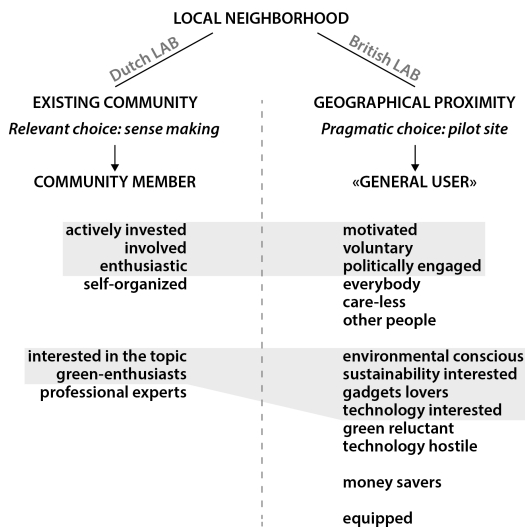 LOCAL NEIGHBORHOOD
Dutch LAB
British LAB
EXISTING COMMUNITY
Relevant choice: sense making
COMMUNITY MEMBER
actively invested
involved
enthusiastic
self-organized
interested in the topic
green-enthusiasts
professional experts
GEOGRAPHICAL PROXIMITY
Pragmatic choice: pilot site
«GENERAL USER»
motivated
voluntary
politically engaged
everybody
care-less
other people
environmental conscious
sustainability interested
gadgets lovers
technology interested
green reluctant
technology hostile
money savers
equipped